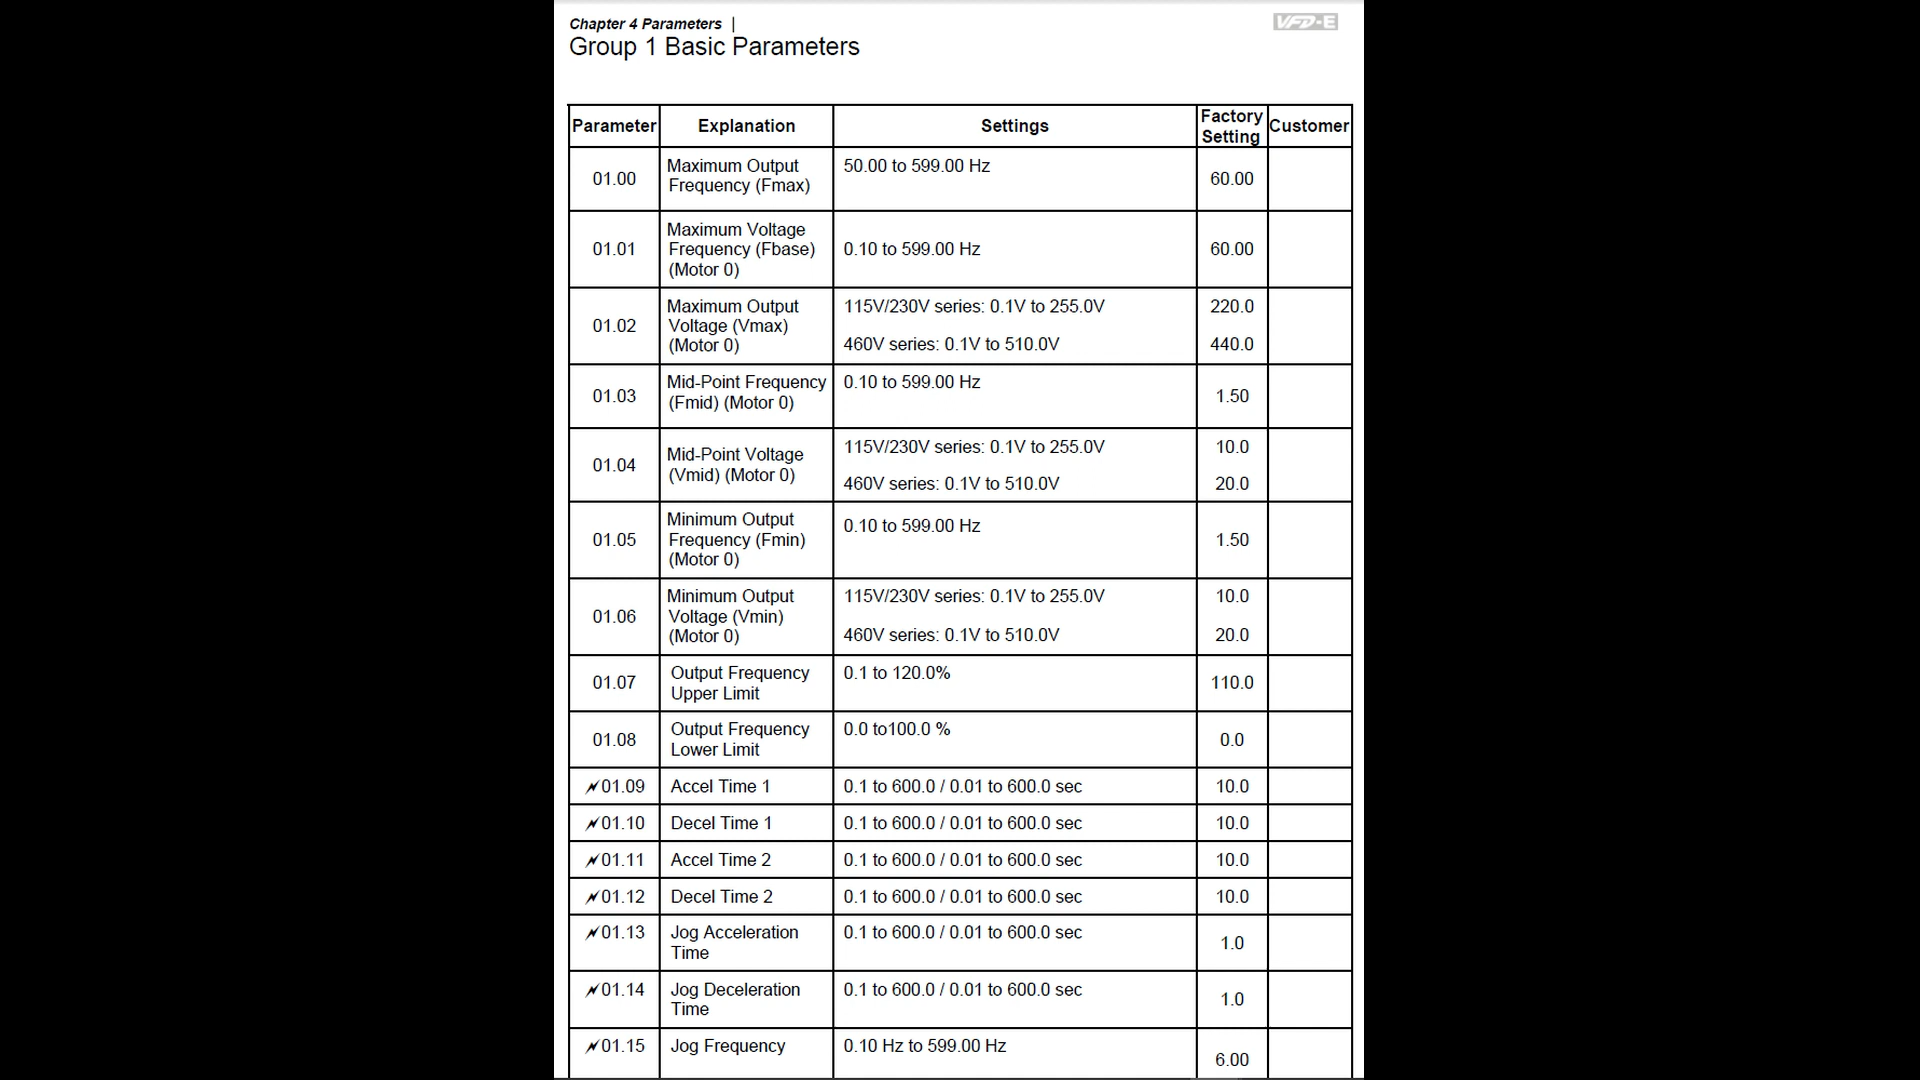 Chapter 4 Parameters |
VFD-E
Group 1 Basic Parameters
Parameter Explanation Settings Factory Setting Customer
01.00 Maximum Output Frequency (Fmax) 50.00 to 599.00 Hz 60.00
01.01 Maximum Voltage Frequency (Fbase) (Motor 0) 0.10 to 599.00 Hz 60.00
01.02 Maximum Output Voltage (Vmax) (Motor 0) 115V/230V series: 0.1V to 255.0V 220.0
460V series: 0.1V to 510.0V 440.0
01.03 Mid-Point Frequency (Fmid) (Motor 0) 0.10 to 599.00 Hz 1.50
01.04 Mid-Point Voltage (Vmid) (Motor 0) 115V/230V series: 0.1V to 255.0V 10.0
460V series: 0.1V to 510.0V 20.0
01.05 Minimum Output Frequency (Fmin) (Motor 0) 0.10 to 599.00 Hz 1.50
01.06 Minimum Output Voltage (Vmin) (Motor 0) 115V/230V series: 0.1V to 255.0V 10.0
460V series: 0.1V to 510.0V 20.0
01.07 Output Frequency Upper Limit 0.1 to 120.0% 110.0
01.08 Output Frequency Lower Limit 0.0 to100.0 % 0.0
01.09 Accel Time 1 0.1 to 600.0 / 0.01 to 600.0 sec 10.0
01.10 Decel Time 1 0.1 to 600.0 / 0.01 to 600.0 sec 10.0
01.11 Accel Time 2 0.1 to 600.0 / 0.01 to 600.0 sec 10.0
01.12 Decel Time 2 0.1 to 600.0 / 0.01 to 600.0 sec 10.0
01.13 Jog Acceleration Time 0.1 to 600.0 / 0.01 to 600.0 sec 1.0
01.14 Jog Deceleration Time 0.1 to 600.0 / 0.01 to 600.0 sec 1.0
01.15 Jog Frequency 0.10 Hz to 599.00 Hz 6.00